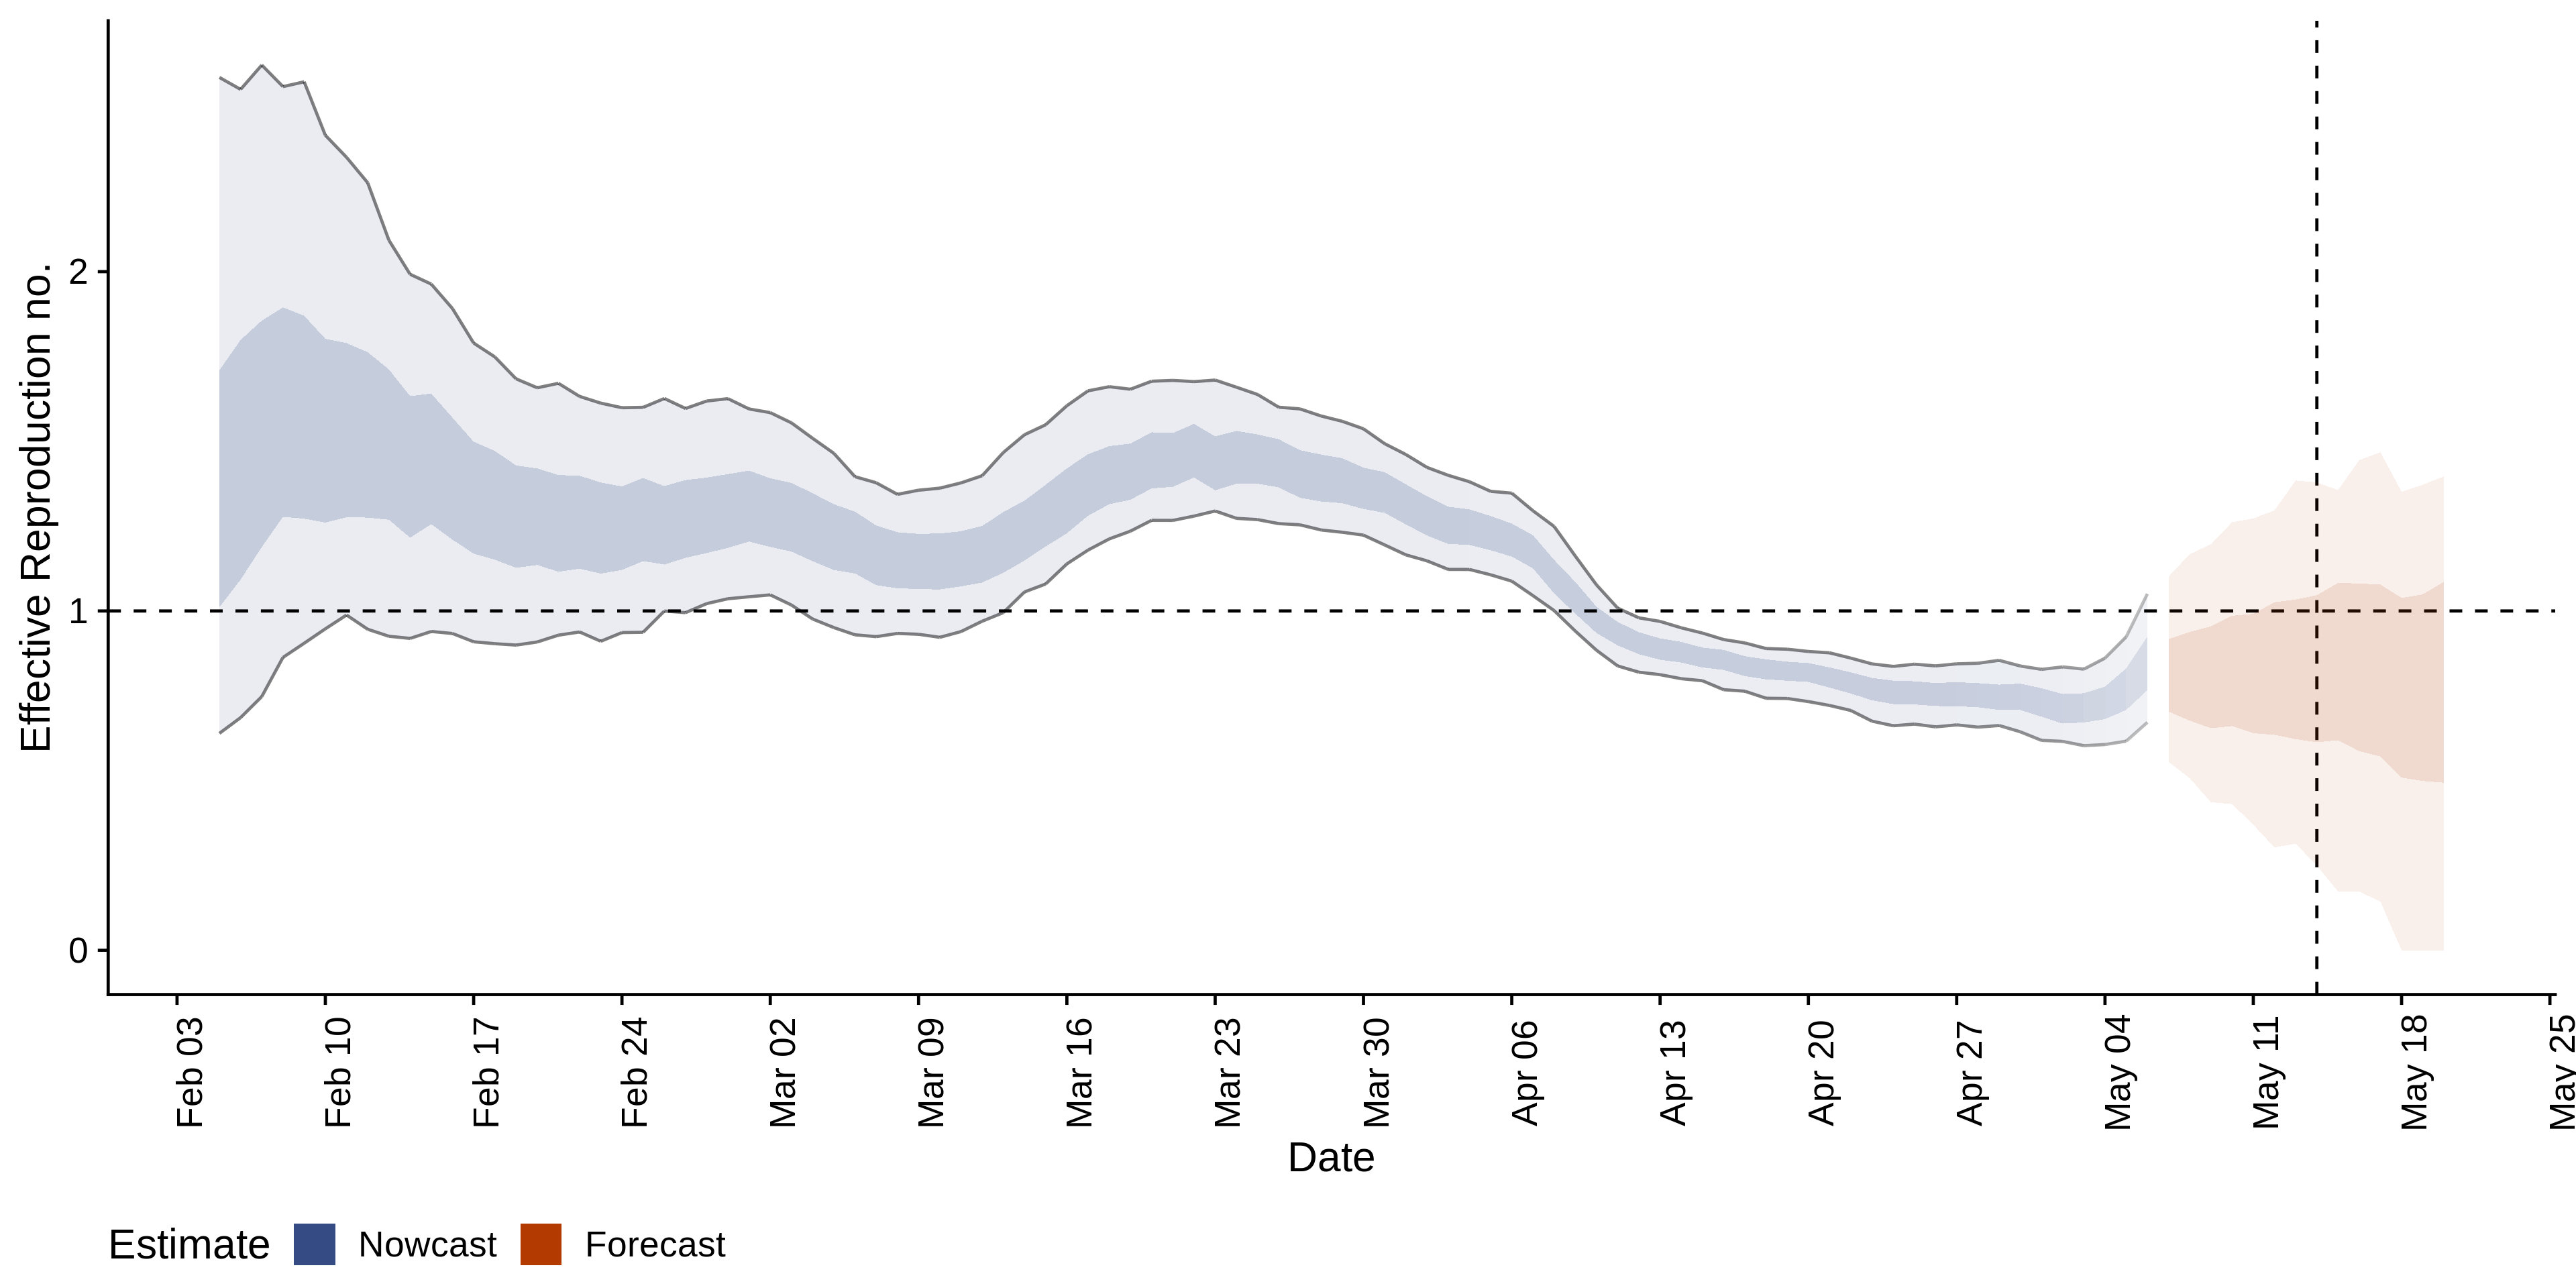 Effective Reproduction no.
2
1
0
Feb 03
Feb 10
Feb 17
Feb 24
Mar 02
Mar 09
Mar 16
Mar 23
Mar 30
Apr 06
Apr 13
Apr 20
Apr 27
May 04
May 11
May 18
May 25
Date
Estimate Nowcast Forecast